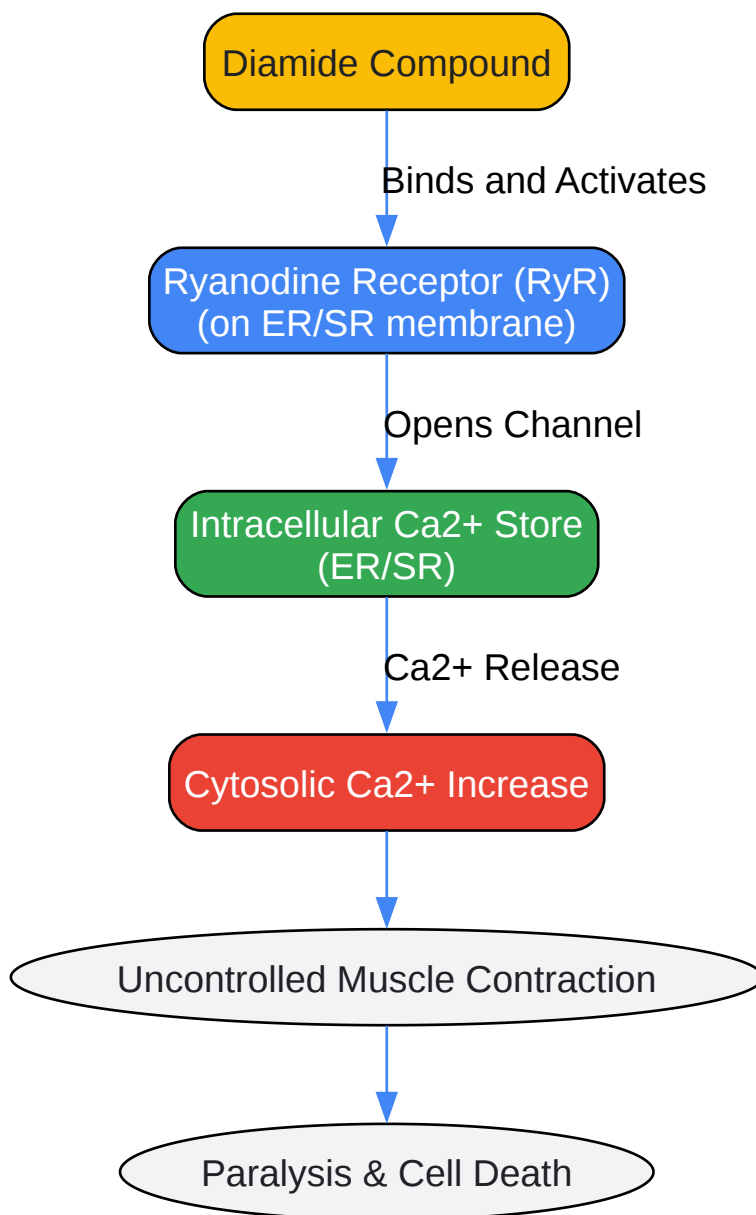 Diamide Compound
Binds and Activates
Ryanodine Receptor (RyR)
(on ER/SR membrane)
Opens Channel
Intracellular Ca2+ Store
(ER/SR)
Ca2+ Release
Cytosolic Ca2+ Increase
Uncontrolled Muscle Contraction
Paralysis & Cell Death